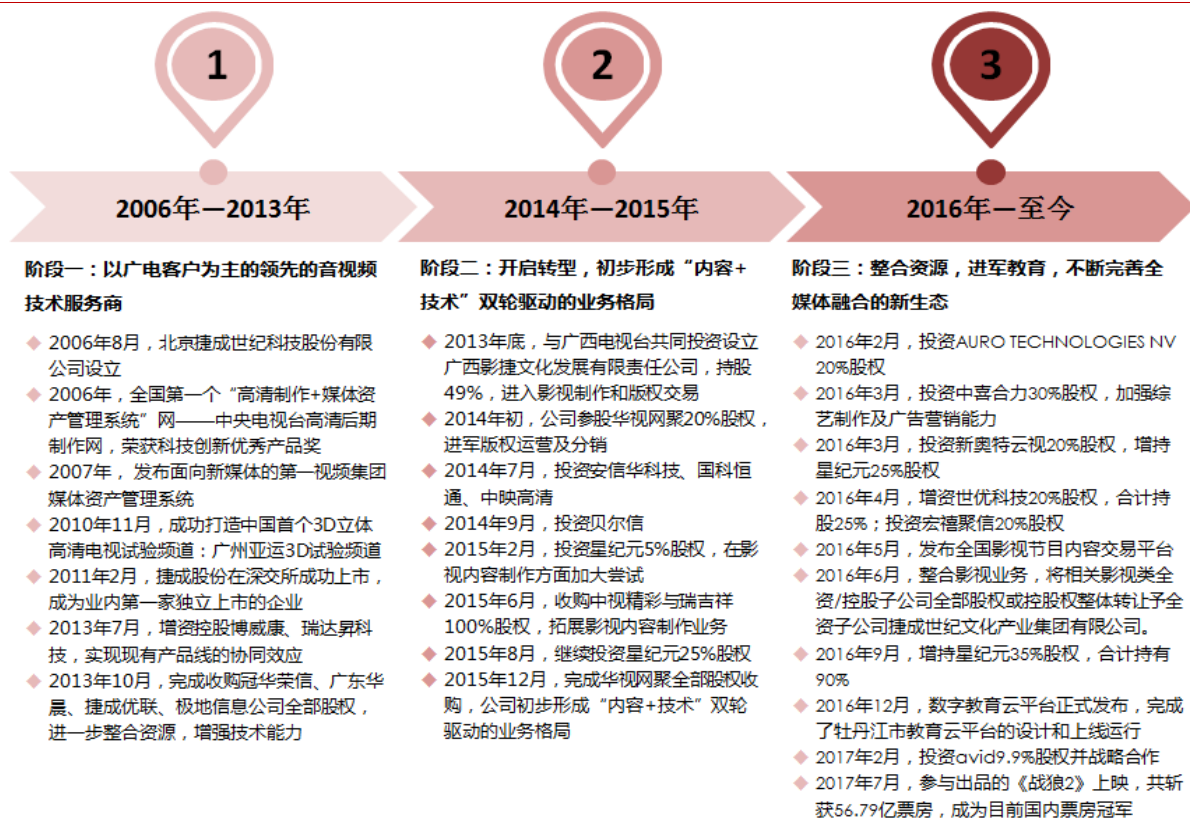 1
2006年—2013年
阶段一：以广电客户为主的领先的音视频
技术服务商
2006年8月，北京捷成世纪科技股份有限
公司设立
2006年，全国第一个“高清制作+媒体资
产管理系统”网——中央电视台高清后期
制作网，荣获科技创新优秀产品奖
2007年， 发布面向新媒体的第一视频集团
媒体资产管理系统
2010年11月，成功打造中国首个3D立体
高清电视试验频道：广州亚运3D试验频道
2011年2月，捷成股份在深交所成功上市，
成为业内第一家独立上市的企业
2013年7月，增资控股博威康、瑞达昇科
技，实现现有产品线的协同效应
2013年10月，完成收购冠华荣信、广东华
晨、捷成优联、极地信息公司全部股权，
进一步整合资源，增强技术能力
2
2014年—2015年
阶段二：开启转型，初步形成“内容+
技术”双轮驱动的业务格局
2013年底，与广西电视台共同投资设立
广西影捷文化发展有限责任公司，持股
49%，进入影视制作和版权交易
2014年初，公司参股华视网聚20%股权，
进军版权运营及分销
2014年7月，投资安信华科技、国科恒
通、中映高清
2014年9月，投资贝尔信
2015年2月，投资星纪元5%股权，在影
视内容制作方面加大尝试
2015年6月，收购中视精彩与瑞吉祥
100%股权，拓展影视内容制作业务
2015年8月，继续投资星纪元25%股权
2015年12月，完成华视网聚全部股权收
购，公司初步形成“内容+技术”双轮
驱动的业务格局
3
2016年—至今
阶段三：整合资源，进军教育，不断完善全
媒体融合的新生态
2016年2月，投资AURO TECHNOLOGIES NV
20%股权
2016年3月，投资中喜合力30%股权，加强综
艺制作及广告营销能力
2016年3月，投资新奥特云视20%股权，增持
星纪元25%股权
2016年4月，增资世优科技20%股权，合计持
股25%；投资宏禧聚信20%股权
2016年5月，发布全国影视节目内容交易平台
2016年6月，整合影视业务，将相关影视类全
资/控股子公司全部股权或控股权整体转让予全
资子公司捷成世纪文化产业集团有限公司。
2016年9月，增持星纪元35%股权，合计持有
90%
2016年12月，数字教育云平台正式发布，完成
了牡丹江市教育云平台的设计和上线运行
2017年2月，投资avid9.9%股权并战略合作
2017年7月，参与出品的《战狼2》上映，共斩
获56.79亿票房，成为目前国内票房冠军